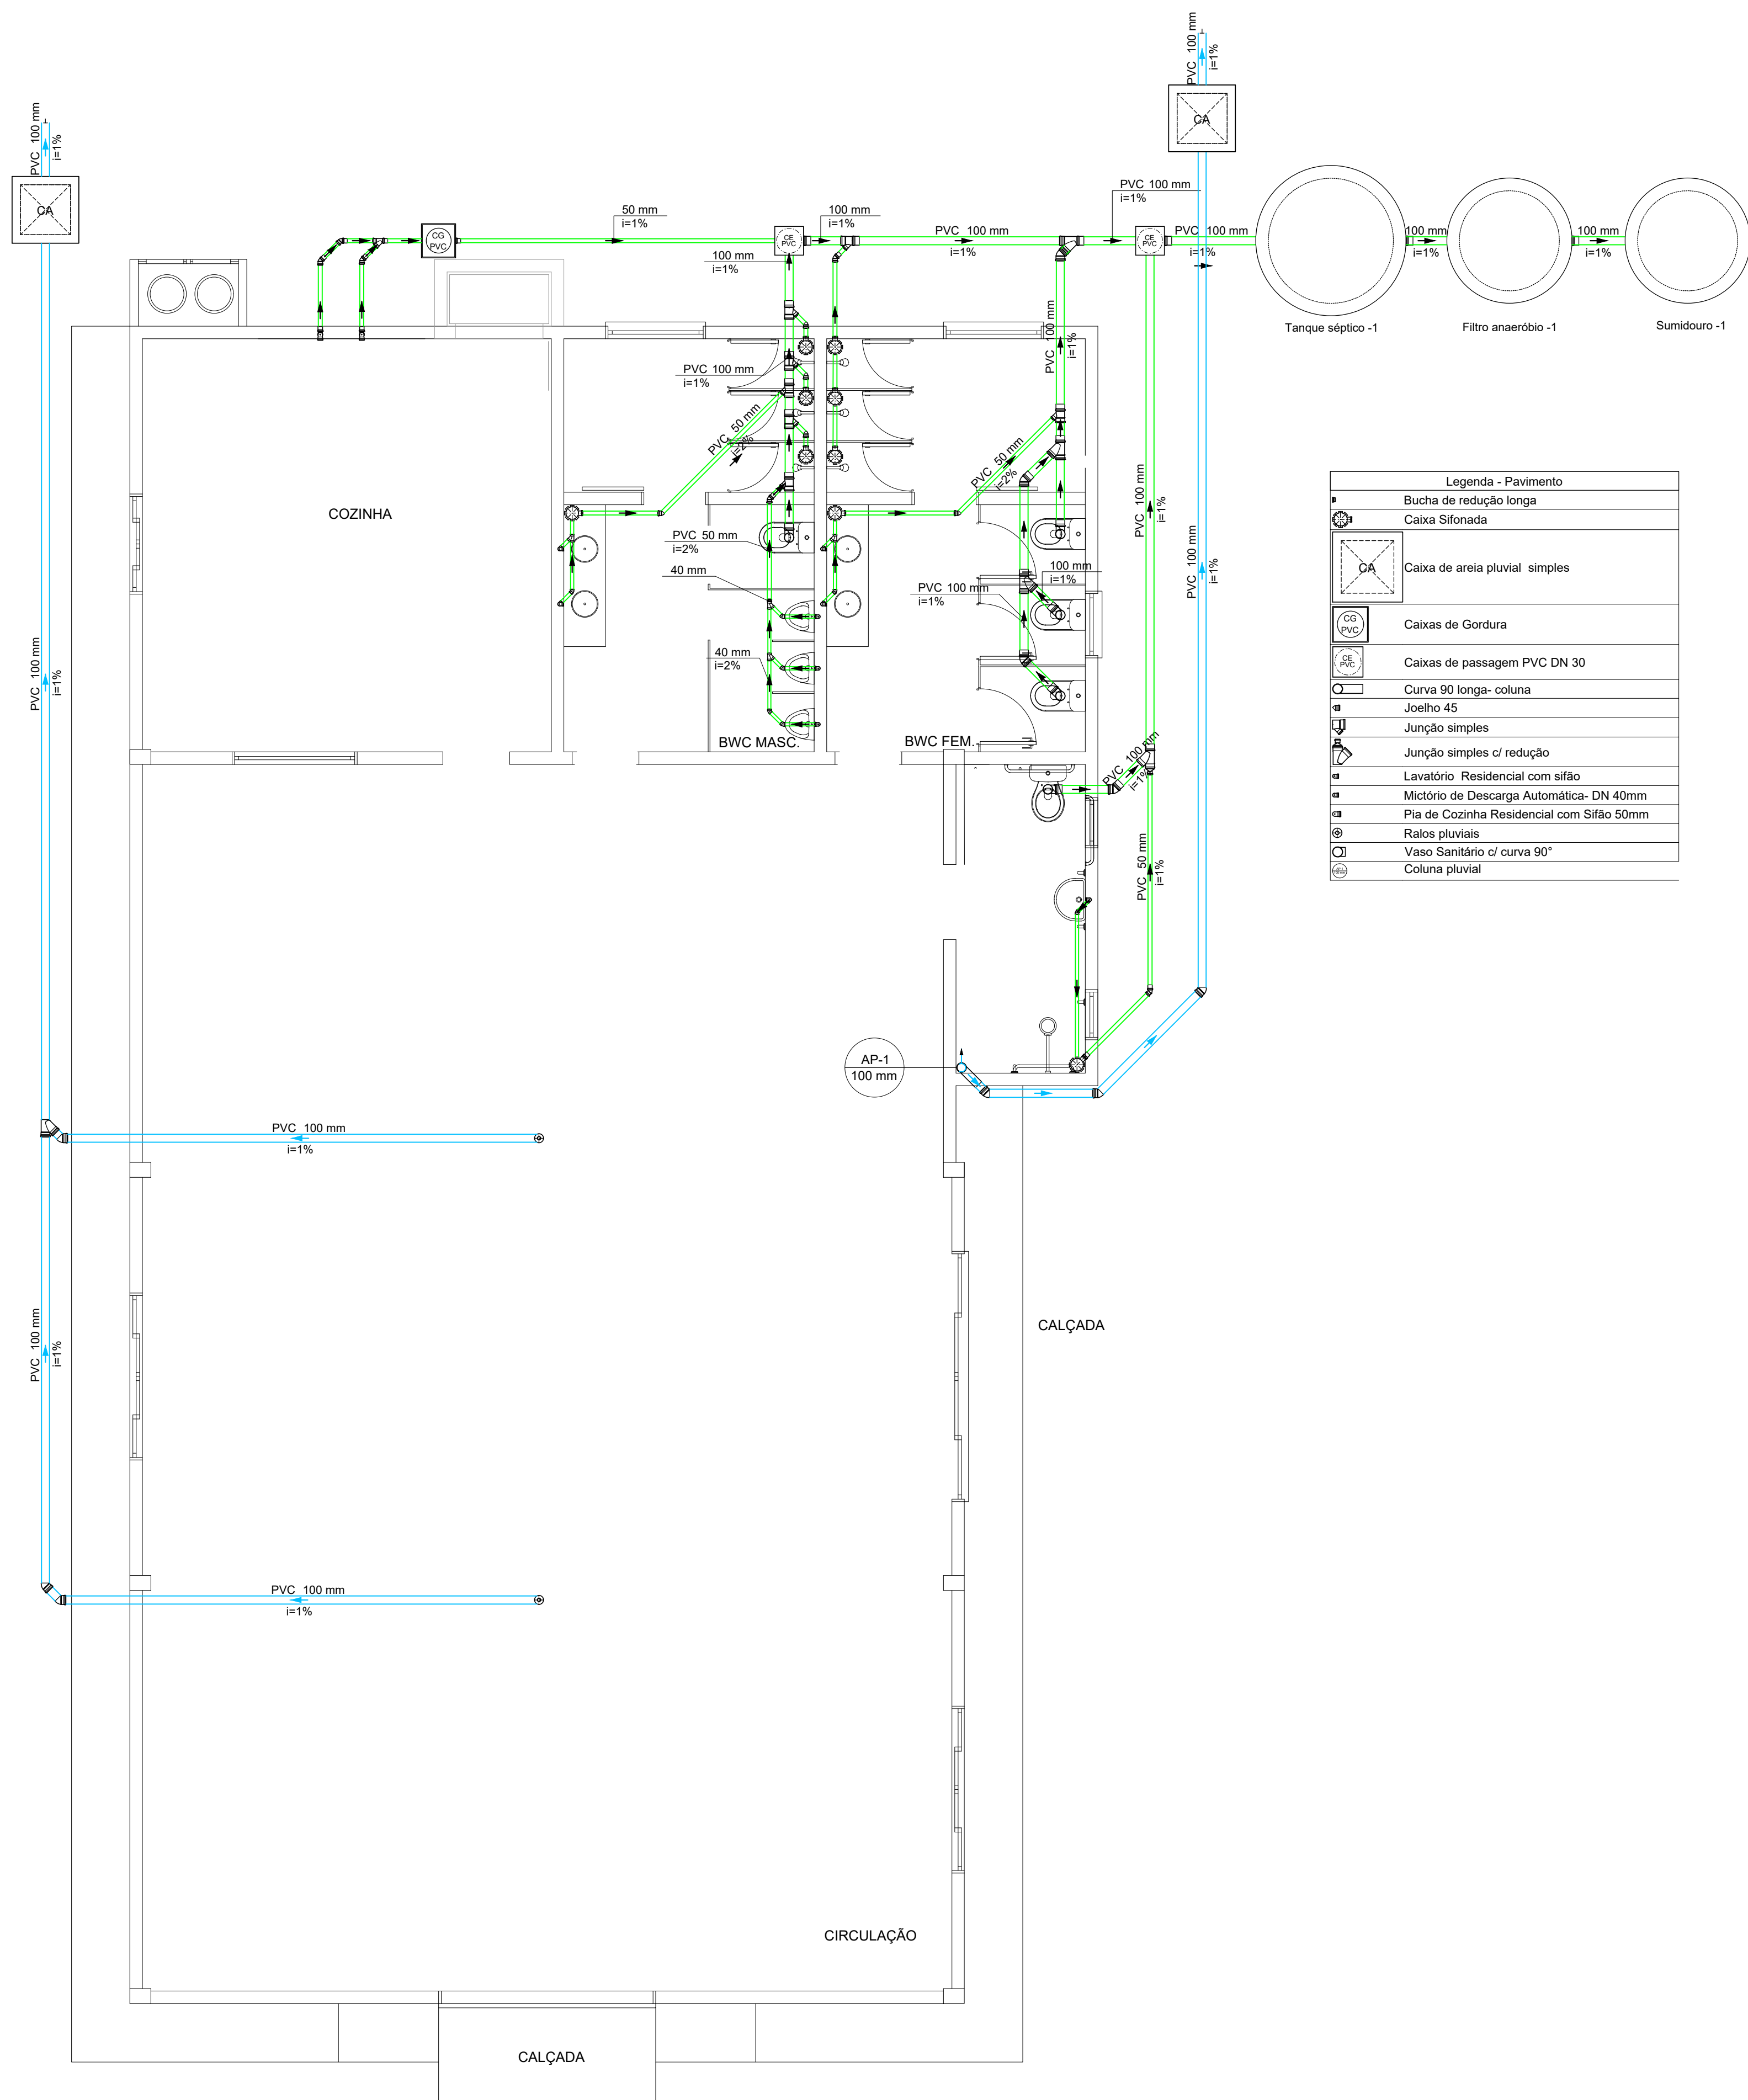 PVC 100 mm
i=1%
CA
PVC 100 mm
i=1%
CA
PVC 100 mm
i=1%
50 mm
i=1%
100 mm
i=1%
PVC 100 mm
i=1%
PVC 100 mm
i=1%
100 mm
i=1%
100 mm
i=1%
CG
PVC
CE
PVC
CE
PVC
100 mm
i=1%
Tanque séptico -1
Filtro anaeróbio -1
Sumidouro -1
PVC 100 mm
i=1%
PVC 100 mm
i=1%
PVC 50 mm
i=2%
PVC 50 mm
i=2%
COZINHA
PVC 100 mm
i=1%
PVC 100 mm
i=1%
PVC 50 mm
i=2%
40 mm
100 mm
i=1%
PVC 100 mm
i=1%
40 mm
i=2%
PVC 100 mm
i=1%
BWC MASC.
BWC FEM.
PVC 100 mm
i=1%
PVC 50 mm
i=1%
Legenda - Pavimento
Bucha de redução longa
Caixa Sifonada
CA
Caixa de areia pluvial simples
CG
PVC
Caixas de Gordura
CE
PVC
Caixas de passagem PVC DN 30
Curva 90 longa- coluna
Joelho 45
Junção simples
Junção simples c/ redução
Lavatório Residencial com sifão
Mictório de Descarga Automática- DN 40mm
Pia de Cozinha Residencial com Sifão 50mm
Ralos pluviais
Vaso Sanitário c/ curva 90°
Coluna pluvial
AP-1
100 mm
PVC 100 mm
i=1%
CALÇADA
PVC 100 mm
i=1%
PVC 100 mm
i=1%
CIRCULAÇÃO
CALÇADA